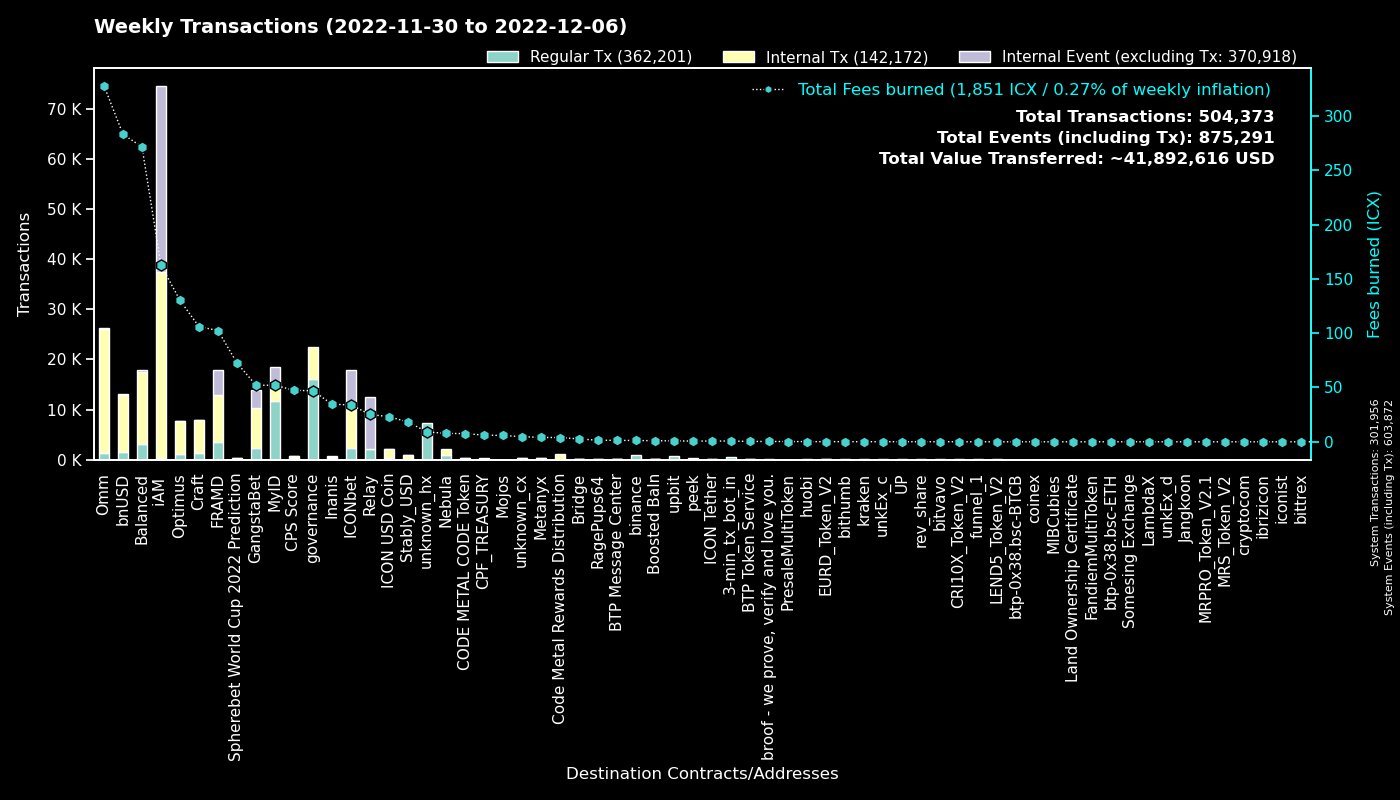 Weekly Transactions (2022-11-30 to 2022-12-06)
Regular Tx (362,201)
Internal Tx (142,172)
Internal Event (excluding Tx: 370,918)
Total Fees burned (1,851 ICX / 0.27% of weekly inflation)
Total Transactions: 504,373
Total Events (including Tx): 875,291
Total Value Transferred: ~41,892,616 USD
Transactions
70 K
60 K
50 K
40 K
30 K
20 K
10 K
0 K
300
250
200
150
100
50
0
Fees burned (ICX)
System Transactions: 301,956
System Events (including Tx): 603,872
Omm
bnUSD
Balanced
iAM
Optimus
Craft
FRAMD
Spherebet World Cup 2022 Prediction
GangstaBet
MyID
CPS Score
governance
Inanis
ICONbet
Relay
ICON USD Coin
Stably_USD
unknown_hx
Nebula
CODE METAL CODE Token
CPF_TREASURY
Mojos
unknown_cx
Metanyx
Code Metal Rewards Distribution
Bridge
RagePups64
BTP Message Center
binance
Boosted Baln
upbit
peek
ICON Tether
3-min_tx_bot_in
BTP Token Service
broof - we prove, verify and love you.
PresaleMultiToken
huobi
EURD_Token_V2
bithumb
kraken
unkEx_c
UP
rev_share
bitvavo
CRI10X_Token_V2
funnel_1
LEND5_Token_V2
btp-0x38.bsc-BTCB
coinex
MIBCubies
Land Ownership Certificate
FandemMultiToken
btp-0x38.bsc-ETH
Somesing Exchange
LambdaX
unkEx_d
Jangkoon
MRPRO_Token_V2.1
MRS_Token_V2
cryptocom
ibrizicon
iconist
bittrex
Destination Contracts/Addresses